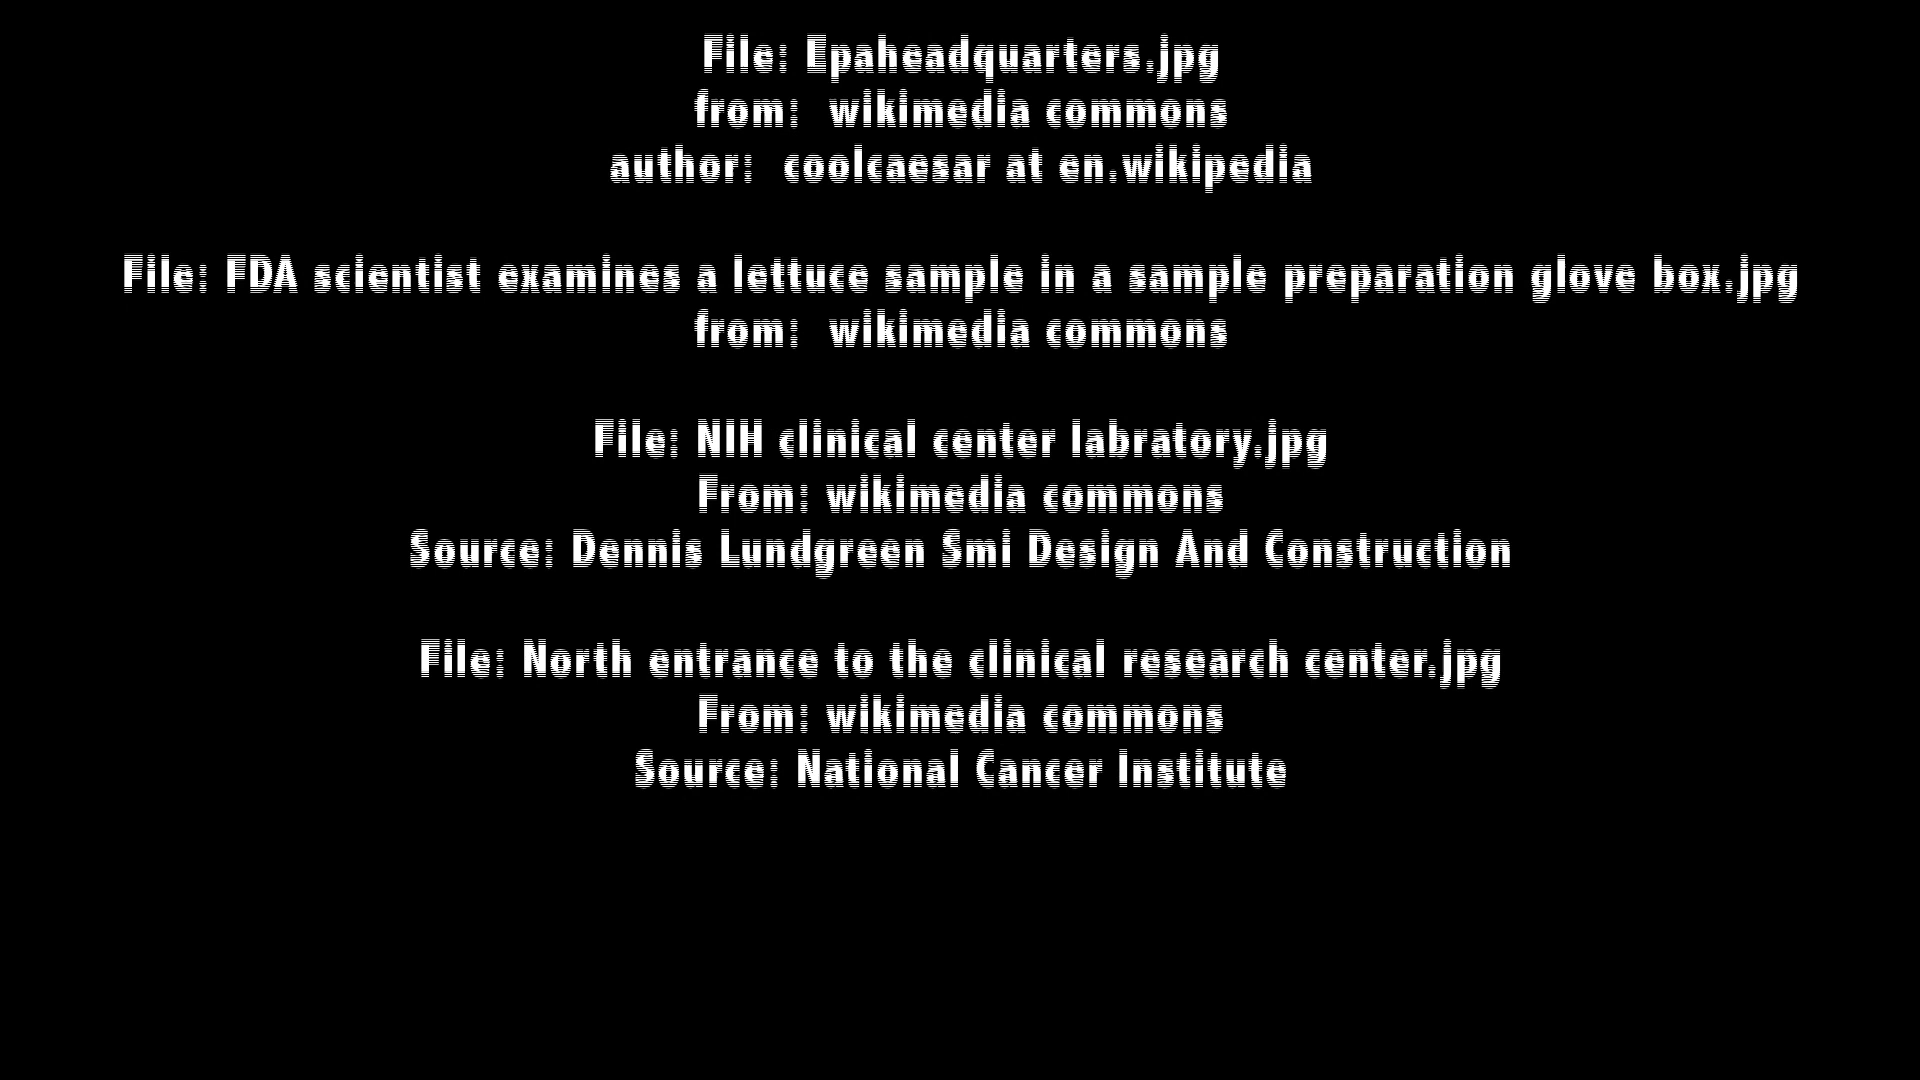 File: Epaheadquarters.jpg
from:  wikimedia commons
author:  coolcaesar at en.wikipedia
File: FDA scientist examines a lettuce sample in a sample preparation glove box.jpg
from:  wikimedia commons
File: NIH clinical center labratory.jpg
From: wikimedia commons
Source: Dennis Lundgreen Smi Design And Construction
File: North entrance to the clinical research center.jpg
From: wikimedia commons
Source: National Cancer Institute